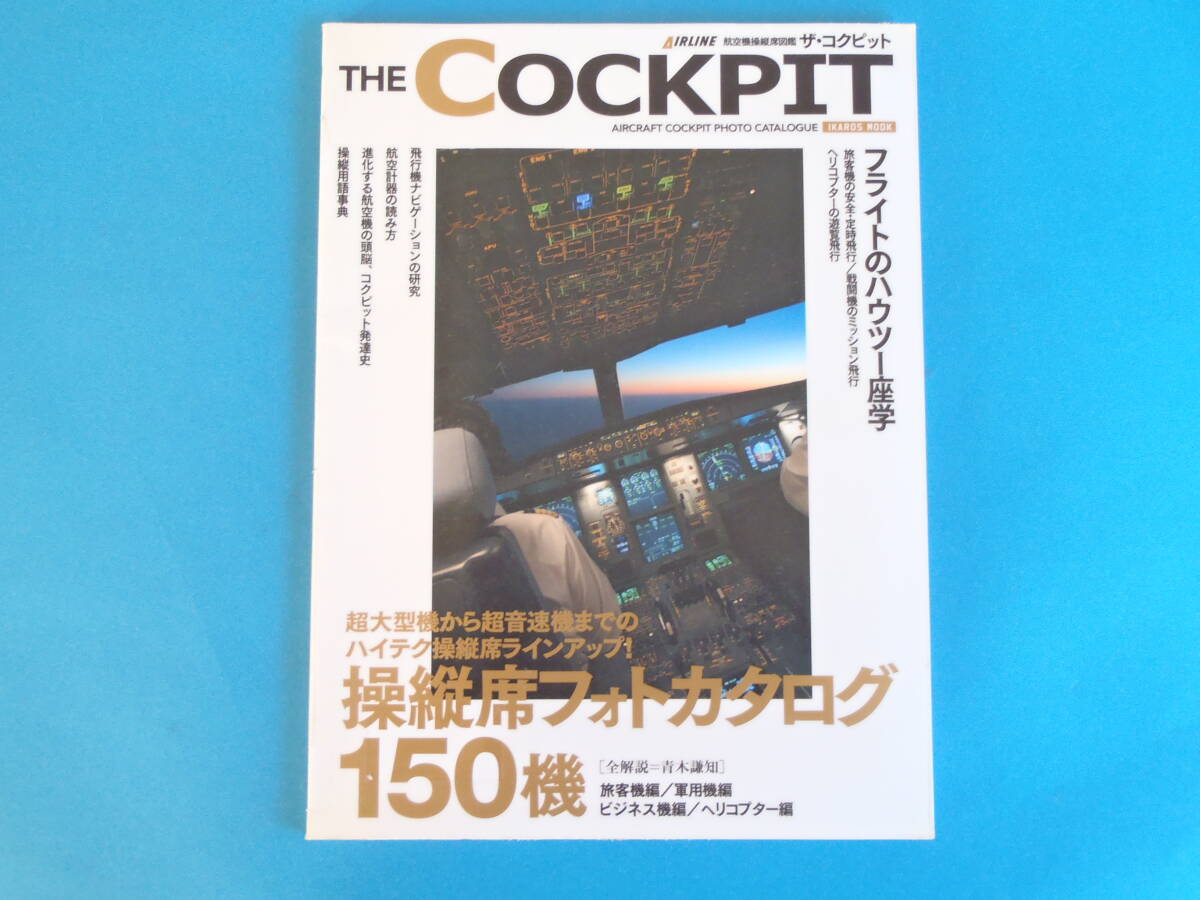 AIRLINE 航空機操縦席図鑑 ザ・コクピット
THE COCKPIT
AIRCRAFT COCKPIT PHOTO CATALOGUE IKAROS MOOK
フライトのハウツー座学
旅客機の安全・定時飛行/戦闘機のミッション飛行
ヘリコプターの遊覧飛行
飛行機ナビゲーションの研究
航空計器の読み方
進化する航空機の頭脳。コクピット発達史
操縦用語事典
超大型機から超音速機までの
ハイテク操縦席ラインアップ!
操縦席フォトカタログ
150機
[全解説=青木謙知]
旅客機編/軍用機編
ビジネス機編/ヘリコプター編